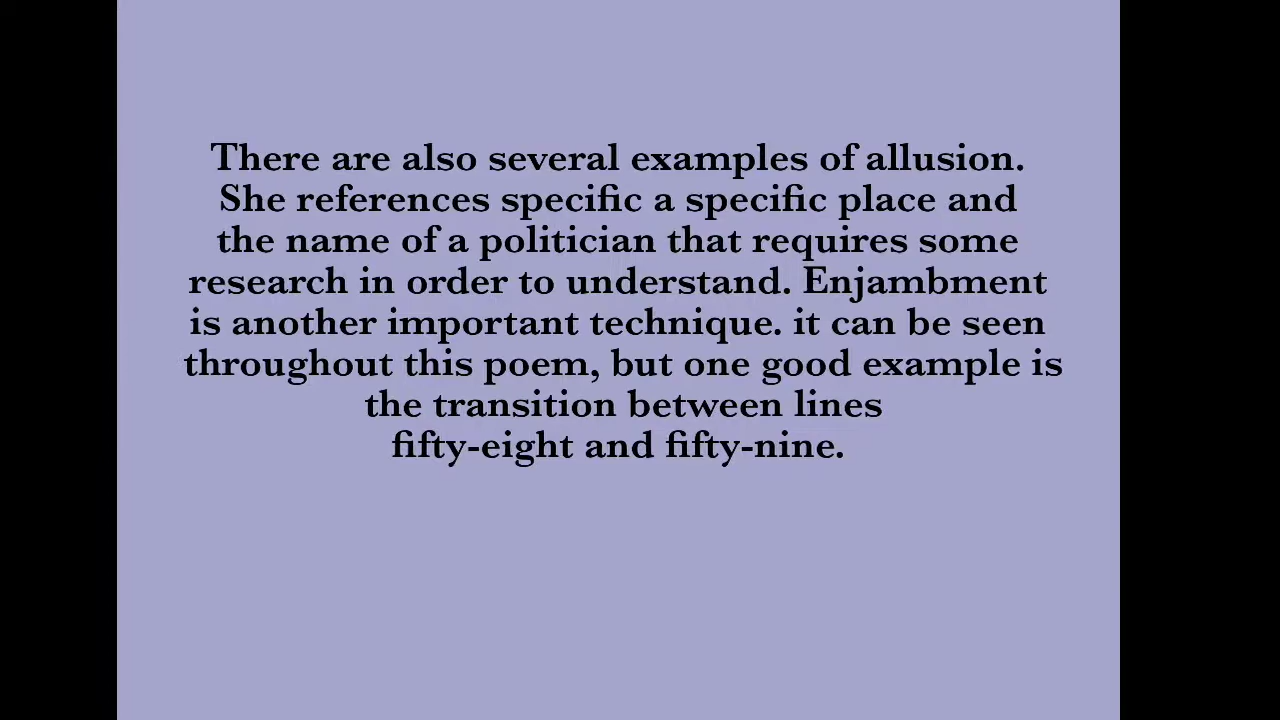 There are also several examples of allusion.
She references specific a specific place and
the name of a politician that requires some
research in order to understand. Enjambment
is another important technique. it can be seen
throughout this poem, but one good example is
the transition between lines
fifty-eight and fifty-nine.